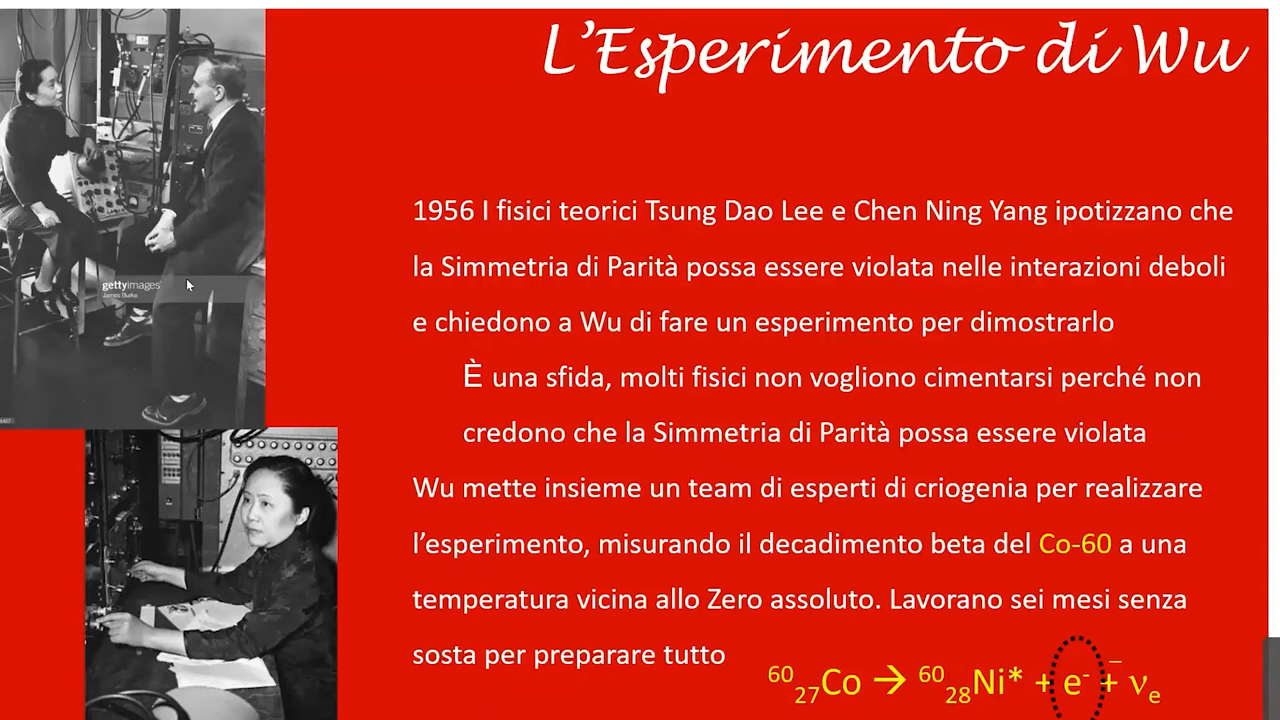 L'Esperimento di Wu
1956 I fisici teorici Tsung Dao Lee e Chen Ning Yang ipotizzano che
la Simmetria di Parità possa essere violata nelle interazioni deboli
e chiedono a Wu di fare un esperimento per dimostrarlo
È una sfida, molti fisici non vogliono cimentarsi perché non
credono che la Simmetria di Parità possa essere violata
Wu mette insieme un team di esperti di criogenia per realizzare
l'esperimento, misurando il decadimento beta del Co-60 a una
temperatura vicina allo Zero assoluto. Lavorano sei mesi senza
sosta per preparare tutto
⁶⁰₂₇Co → ⁶⁰₂₈Ni* + e⁻ + ν̅ₑ
gettyimages
James Burke